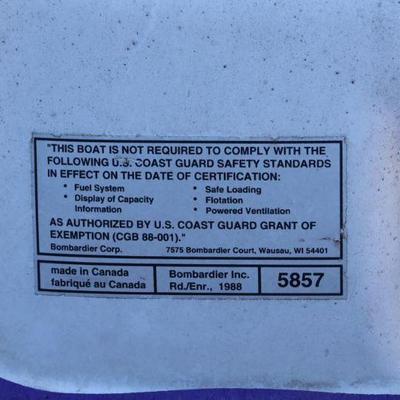 "THIS BOAT IS NOT REQUIRED TO COMPLY WITH THE
FOLLOWING U.S. COAST GUARD SAFETY STANDARDS
IN EFFECT ON THE DATE OF CERTIFICATION:
• Fuel System • Safe Loading
• Display of Capacity • Flotation
Information • Powered Ventilation
AS AUTHORIZED BY U.S. COAST GUARD GRANT OF
EXEMPTION (CGB 88-001)."
Bombardier Corp. 7575 Bombardier Court, Wausau, WI 54401
made in Canada Bombardier Inc. 5857
fabriqué au Canada Rd./Enr., 1988